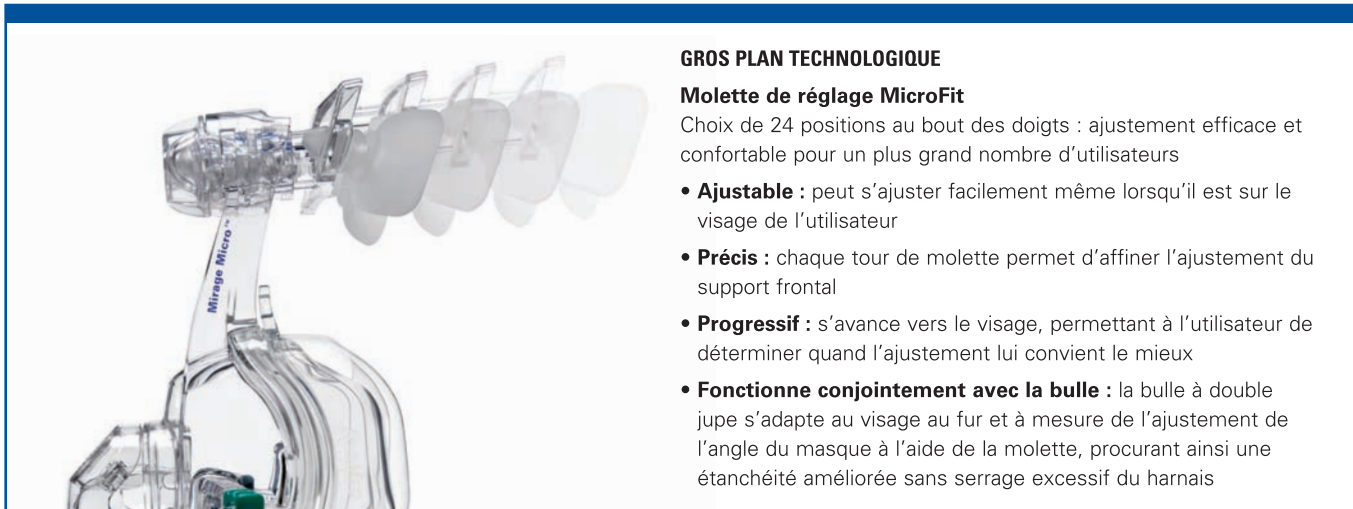 GROS PLAN TECHNOLOGIQUE
Molette de réglage MicroFit
Choix de 24 positions au bout des doigts : ajustement efficace et
confortable pour un plus grand nombre d’utilisateurs
• Ajustable : peut s’ajuster facilement même lorsqu’il est sur le
visage de l’utilisateur
• Précis : chaque tour de molette permet d’affiner l’ajustement du
support frontal
• Progressif : s’avance vers le visage, permettant à l’utilisateur de
déterminer quand l’ajustement lui convient le mieux
• Fonctionne conjointement avec la bulle : la bulle à double
jupe s’adapte au visage au fur et à mesure de l’ajustement de
l’angle du masque à l’aide de la molette, procurant ainsi une
étanchéité améliorée sans serrage excessif du harnais
Mirage Micro™